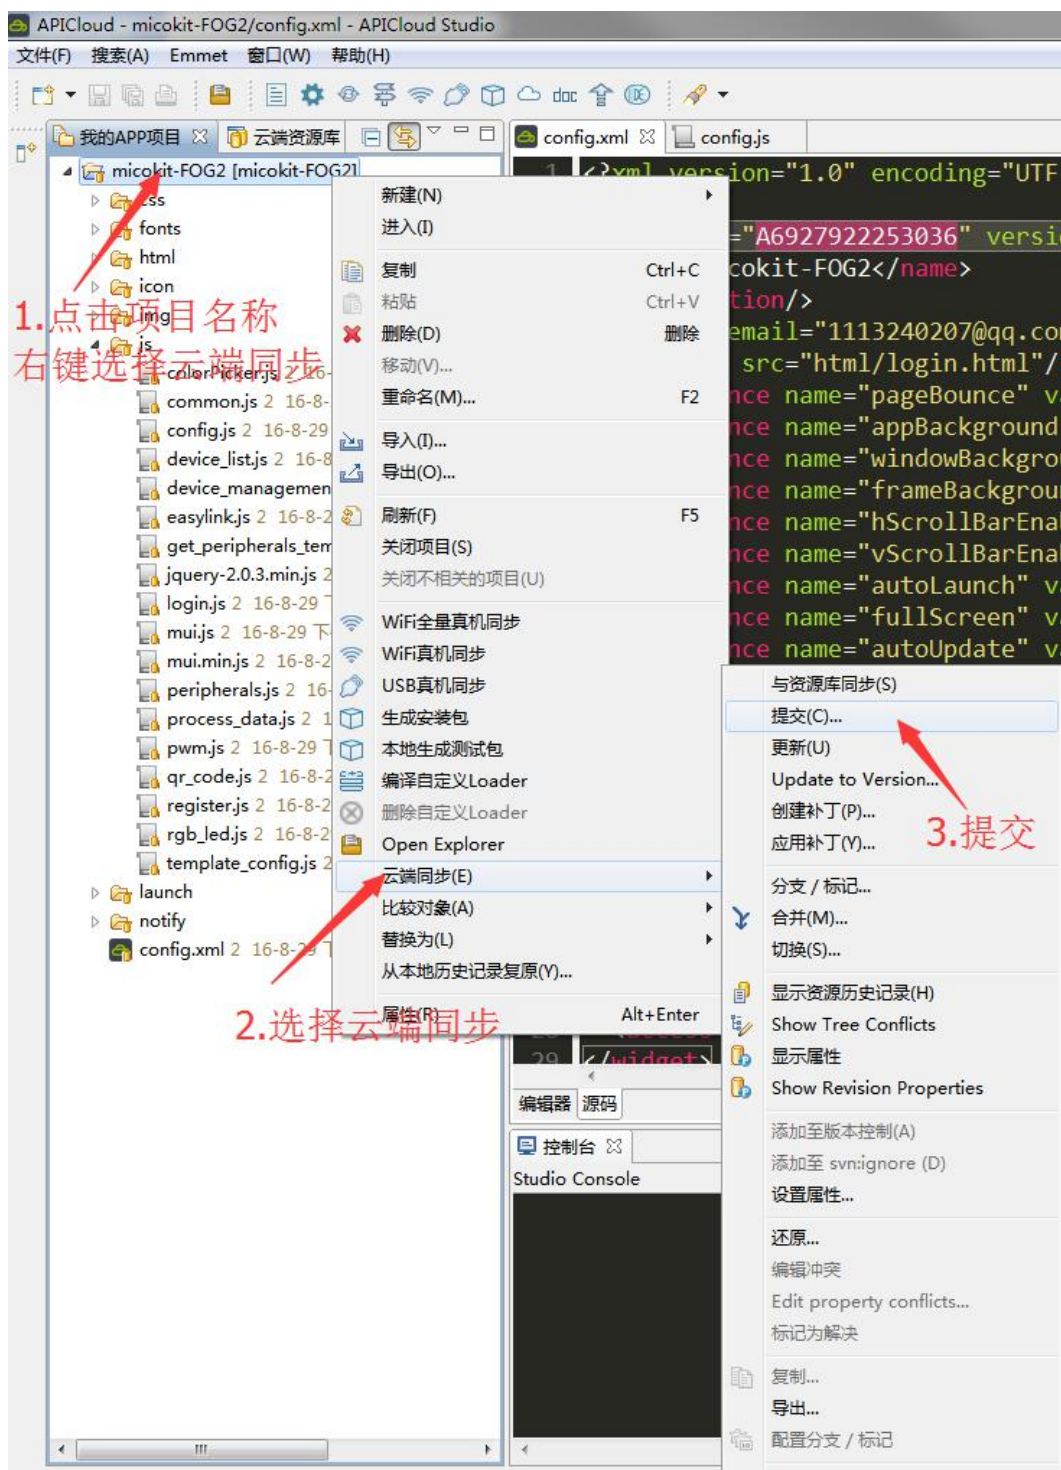 APICloud - micokit-FOG2/config.xml - APICloud Studio
文件(F) 搜索(A) Emmet 窗口(W) 帮助(H)
doc
我的APP项目 云端资源库
config.xml config.js
micokit-FOG2 [micokit-FOG2]
css
fonts
html
icon
img
js
colorPicker.js 2 16-
common.js 2 16-8-
config.js 2 16-8-29
device_list.js 2 16-8
device_managemen
easylink.js 2 16-8-2
get_peripherals_tem
jquery-2.0.3.min.js 2
login.js 2 16-8-29 下
mui.js 2 16-8-29 下
mui.min.js 2 16-8-2
peripherals.js 2 16-
process_data.js 2 1
pwm.js 2 16-8-29 下
qr_code.js 2 16-8-2
register.js 2 16-8-2
rgb_led.js 2 16-8-2
template_config.js 2
launch
notify
config.xml 2 16-8-29 下
1.点击项目名称
右键选择云端同步
新建(N)
进入(I)
复制 Ctrl+C
粘贴 Ctrl+V
删除(D) 删除
移动(V)...
重命名(M)... F2
导入(I)...
导出(O)...
刷新(F) F5
关闭项目(S)
关闭不相关的项目(U)
WiFi全量真机同步
WiFi真机同步
USB真机同步
生成安装包
本地生成测试包
编译自定义Loader
删除自定义Loader
Open Explorer
云端同步(E)
比较对象(A)
替换为(L)
从本地历史记录复原(Y)...
属性(R) Alt+Enter
2.选择云端同步
1 <?xml version="1.0" encoding="UTF
="A6927922253036" versi
cokit-FOG2</name>
tion/>
email="1113240207@qq.co
src="html/login.html"/
nce name="pageBounce" v
nce name="appBackground
nce name="windowBackgro
nce name="frameBackgrou
nce name="hScrollBarEna
nce name="vScrollBarEna
nce name="autoLaunch" v
nce name="fullScreen" v
nce name="autoUpdate" v
与资源库同步(S)
提交(C)...
更新(U)
Update to Version...
创建补丁(P)...
应用补丁(Y)...
3.提交
分支 / 标记...
合并(M)...
切换(S)...
显示资源历史记录(H)
Show Tree Conflicts
显示属性
Show Revision Properties
添加至版本控制(A)
添加至 svn:ignore (D)
设置属性...
还原...
编辑冲突
Edit property conflicts...
标记为解决
复制...
导出...
配置分支 / 标记
29 </widget>
编辑器 源码
控制台
Studio Console